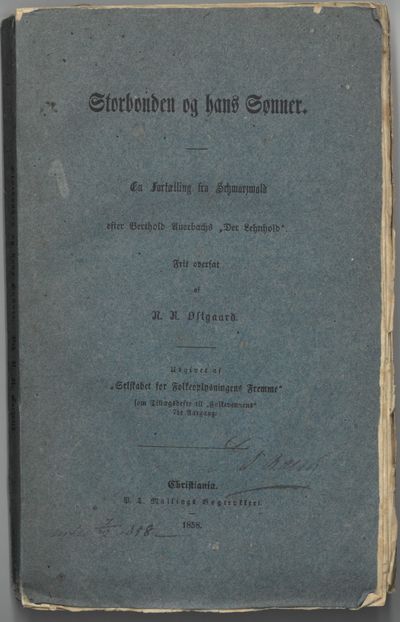 Storbonden og hans Sønner.
En Fortælling fra Schwarzwald
efter Berthold Auerbachs „Der Lehnhold“.
Frit oversat
af
N. R. Østgaard.
Udgivet af
„Selskabet for Folkeoplysningens Fremme“
som Tillægshefte til „Folkevennens“
7de Aargang.
Christiania.
P. T. Mallings Bogtrykkeri.
1858.